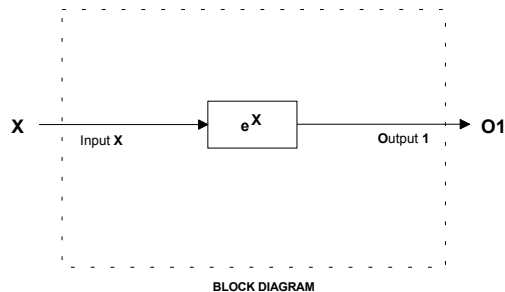 X
Input X
e^X
Output 1
O1
BLOCK DIAGRAM